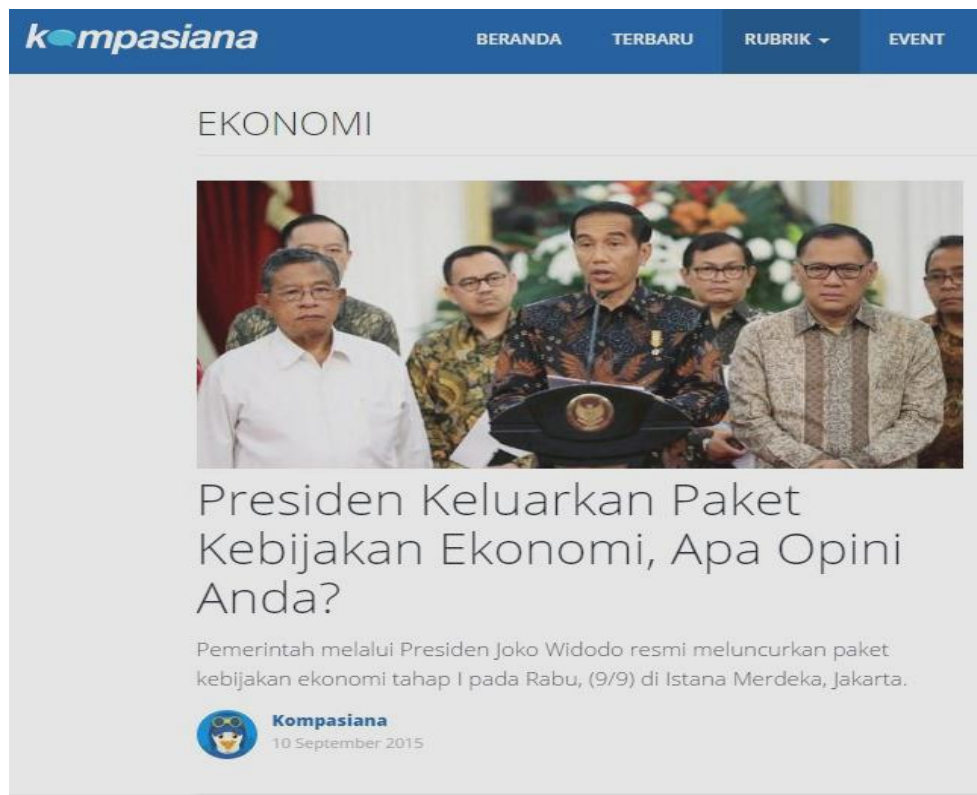 kompasiana
BERANDA TERBARU RUBRIK EVENT
EKONOMI
Presiden Keluarkan Paket
Kebijakan Ekonomi, Apa Opini
Anda?
Pemerintah melalui Presiden Joko Widodo resmi meluncurkan paket
kebijakan ekonomi tahap I pada Rabu, (9/9) di Istana Merdeka, Jakarta.
Kompasiana
10 September 2015